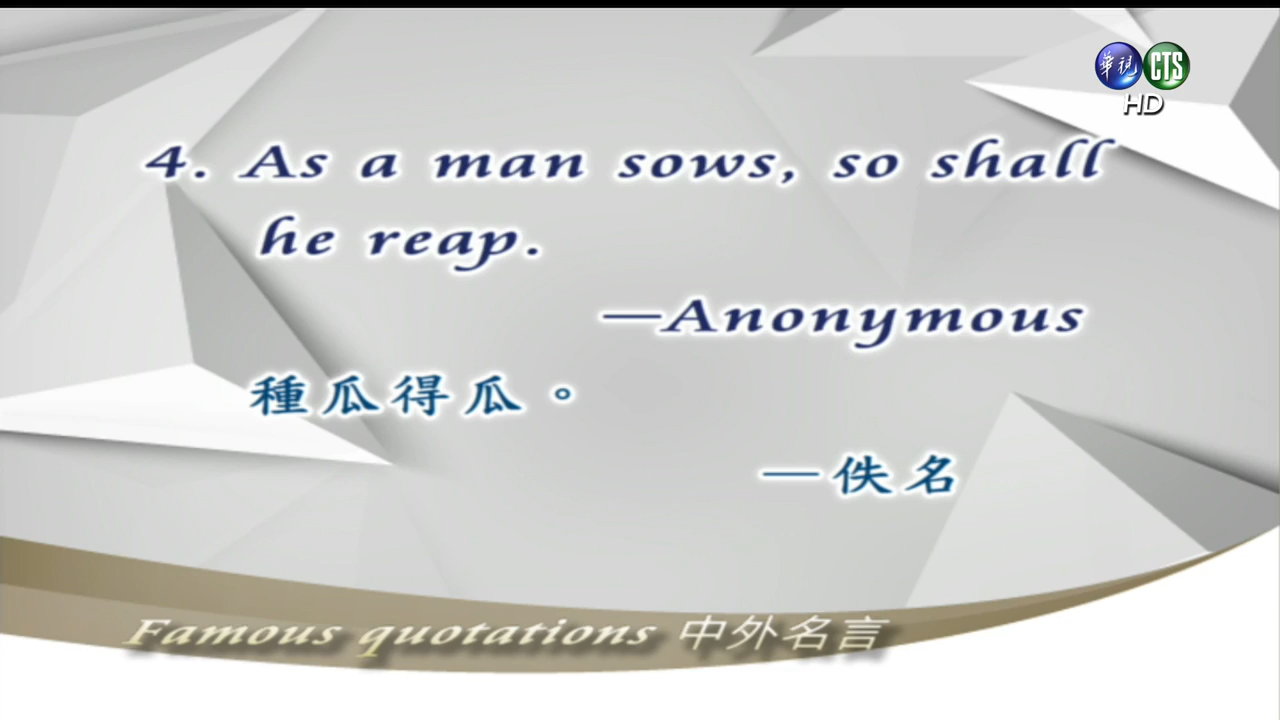 華視 CTS
HD
4. As a man sows, so shall
he reap.
—Anonymous
種瓜得瓜。
—佚名
Famous quotations 中外名言